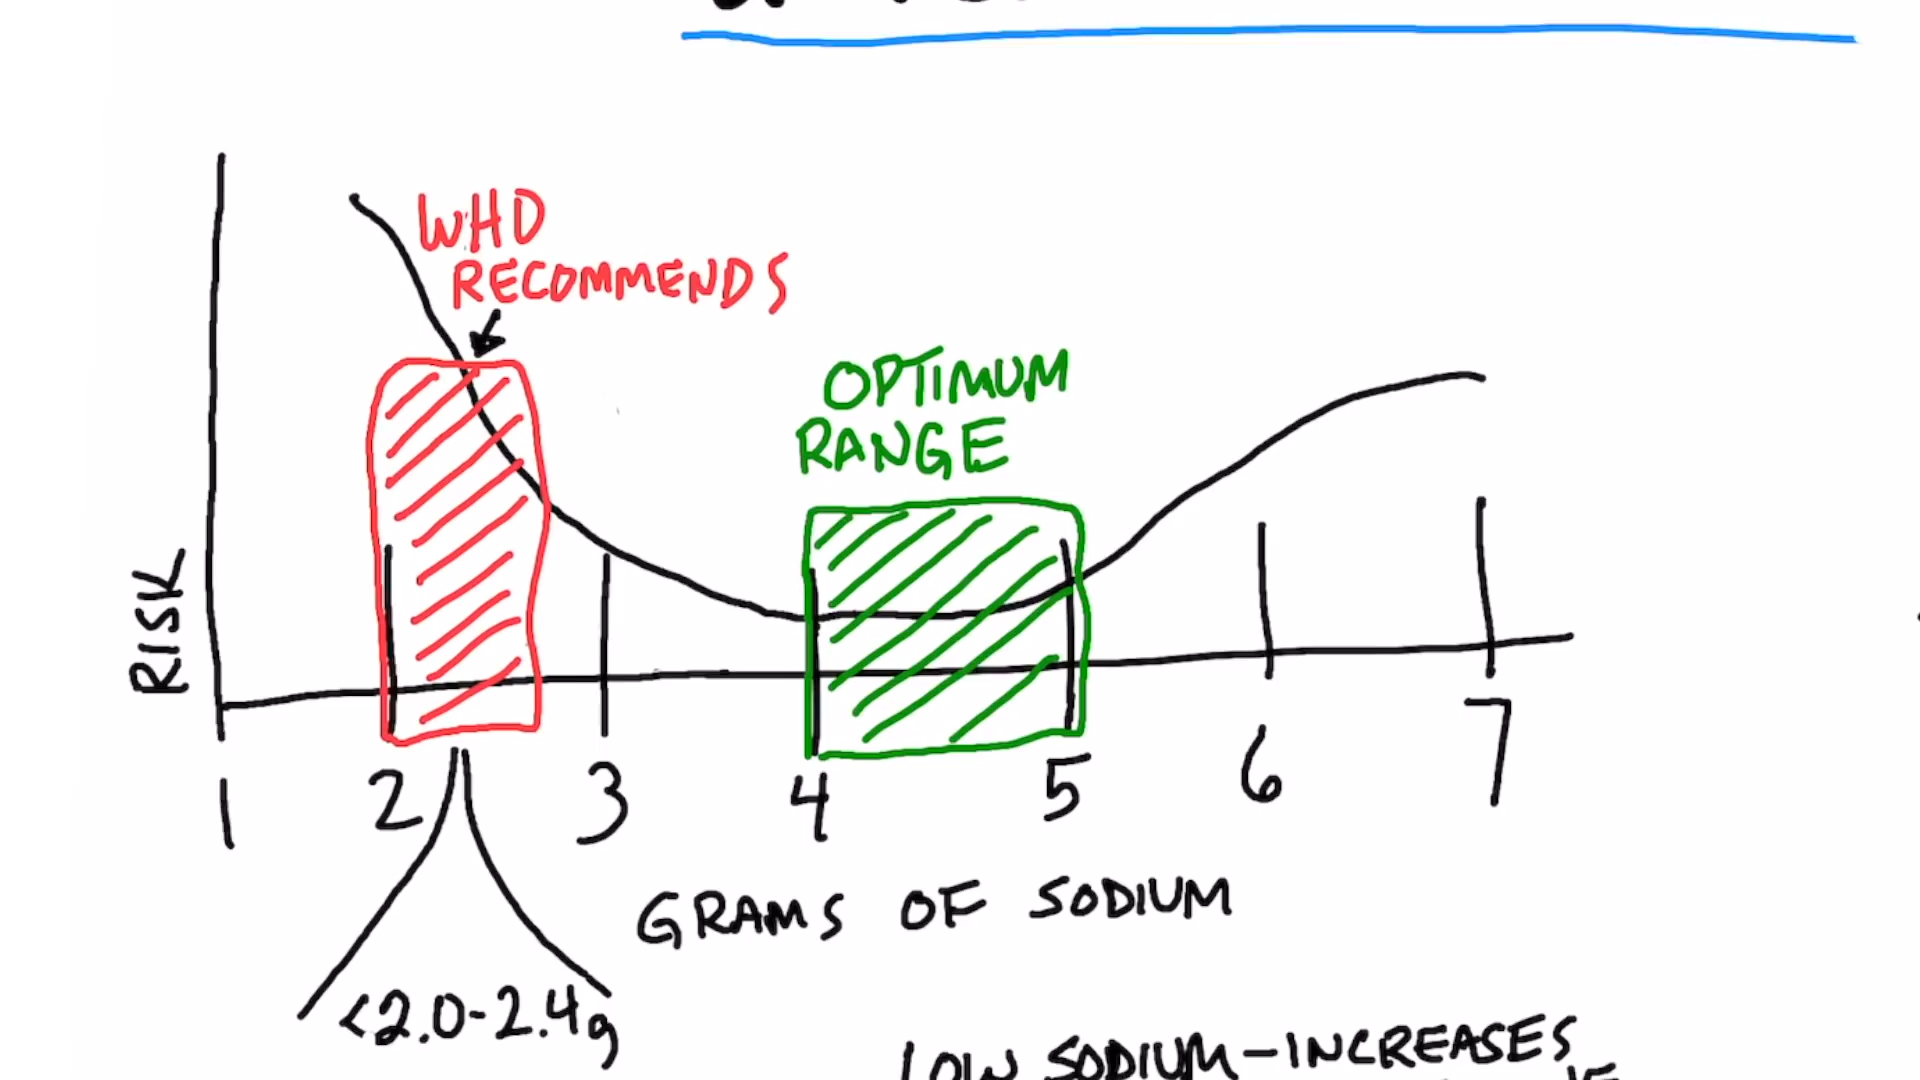 WHO
RECOMMENDS
OPTIMUM
RANGE
RISK
1 2 3 4 5 6 7
GRAMS OF SODIUM
<2.0-2.4g
LOW SODIUM-INCREASES